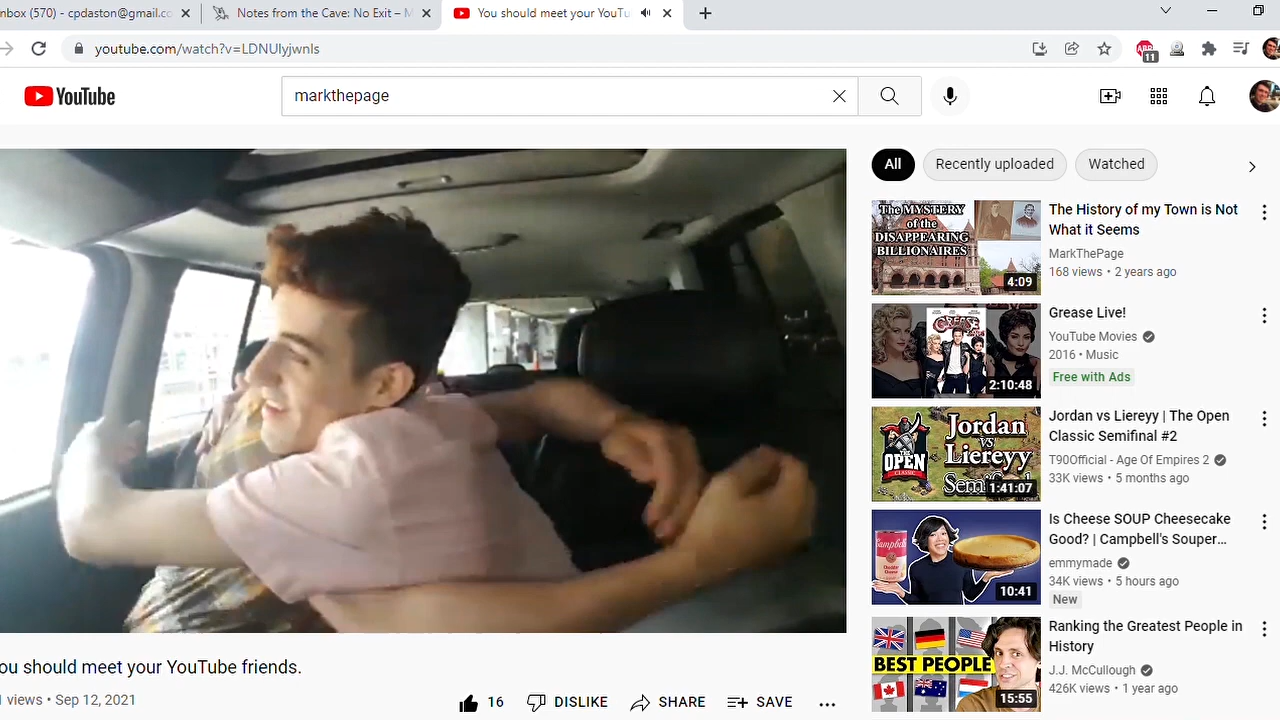 nbox (570) - cpdaston@gmail.co
Notes from the Cave: No Exit – M
You should meet your YouTu
youtube.com/watch?v=LDNUIyjwnIs
ABP
11
YouTube
markthepage
All
Recently uploaded
Watched
The MYSTERY
of the
DISAPPEARING
BILLIONAIRES
4:09
The History of my Town is Not
What it Seems
MarkThePage
168 views • 2 years ago
GREASE
2:10:48
Grease Live!
YouTube Movies
2016 • Music
Free with Ads
THE
OPEN
CLASSIC
Jordan
VS
Liereyy
1:41:07
Jordan vs Liereyy | The Open
Classic Semifinal #2
T90Official - Age Of Empires 2
33K views • 5 months ago
Campbell's
10:41
Is Cheese SOUP Cheesecake
Good? | Campbell's Souper...
emmymade
34K views • 5 hours ago
New
BEST PEOPLE
15:55
Ranking the Greatest People in
History
J.J. McCullough
426K views • 1 year ago
ou should meet your YouTube friends.
views • Sep 12, 2021
16
DISLIKE
SHARE
SAVE